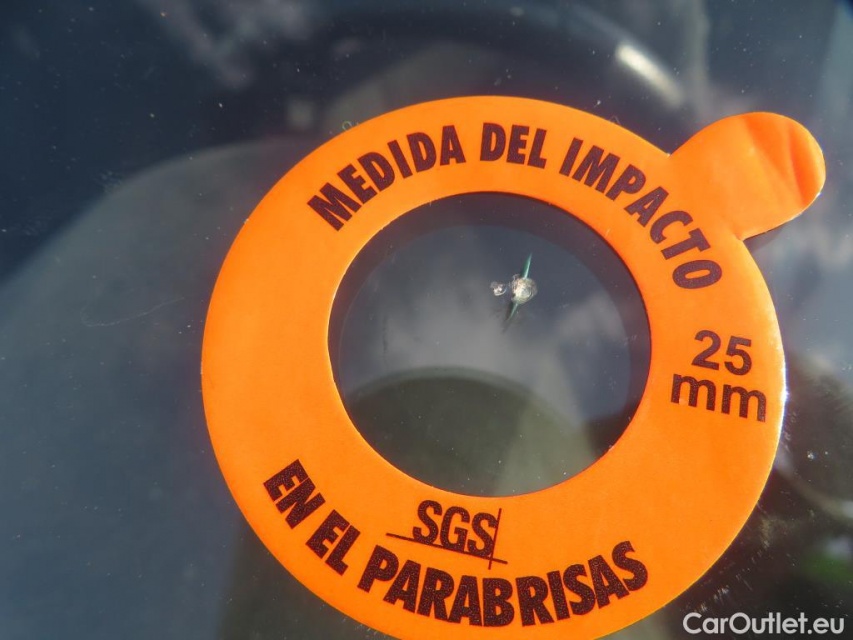 MEDIDA DEL IMPACTO
25
mm
SGS
EN EL PARABRISAS
CarOutlet.eu